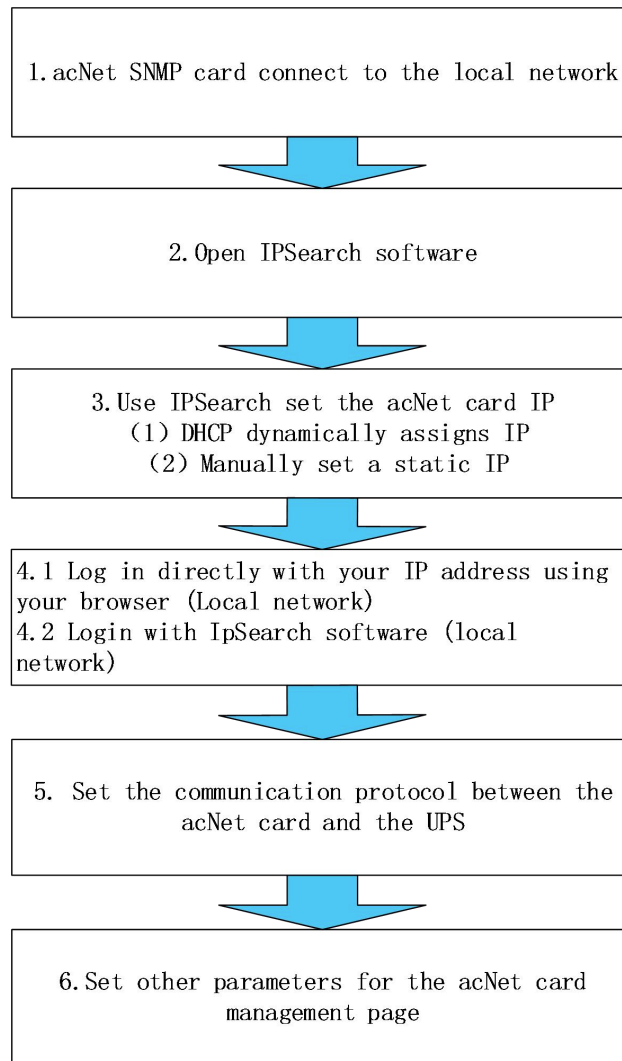 1.acNet SNMP card connect to the local network
2.Open IPSearch software
3.Use IPSearch set the acNet card IP
（1）DHCP dynamically assigns IP
（2）Manually set a static IP
4.1 Log in directly with your IP address using
your browser (Local network)
4.2 Login with IpSearch software (local
network)
5. Set the communication protocol between the
acNet card and the UPS
6.Set other parameters for the acNet card
management page